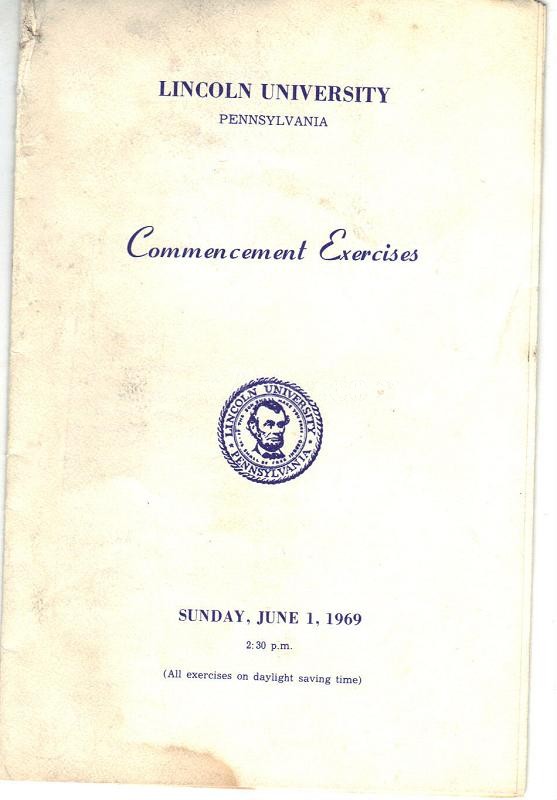 LINCOLN UNIVERSITY
PENNSYLVANIA
Commencement Exercises
LINCOLN UNIVERSITY
PENNSYLVANIA
SUNDAY, JUNE 1, 1969
2:30 p.m.
(All exercises on daylight saving time)